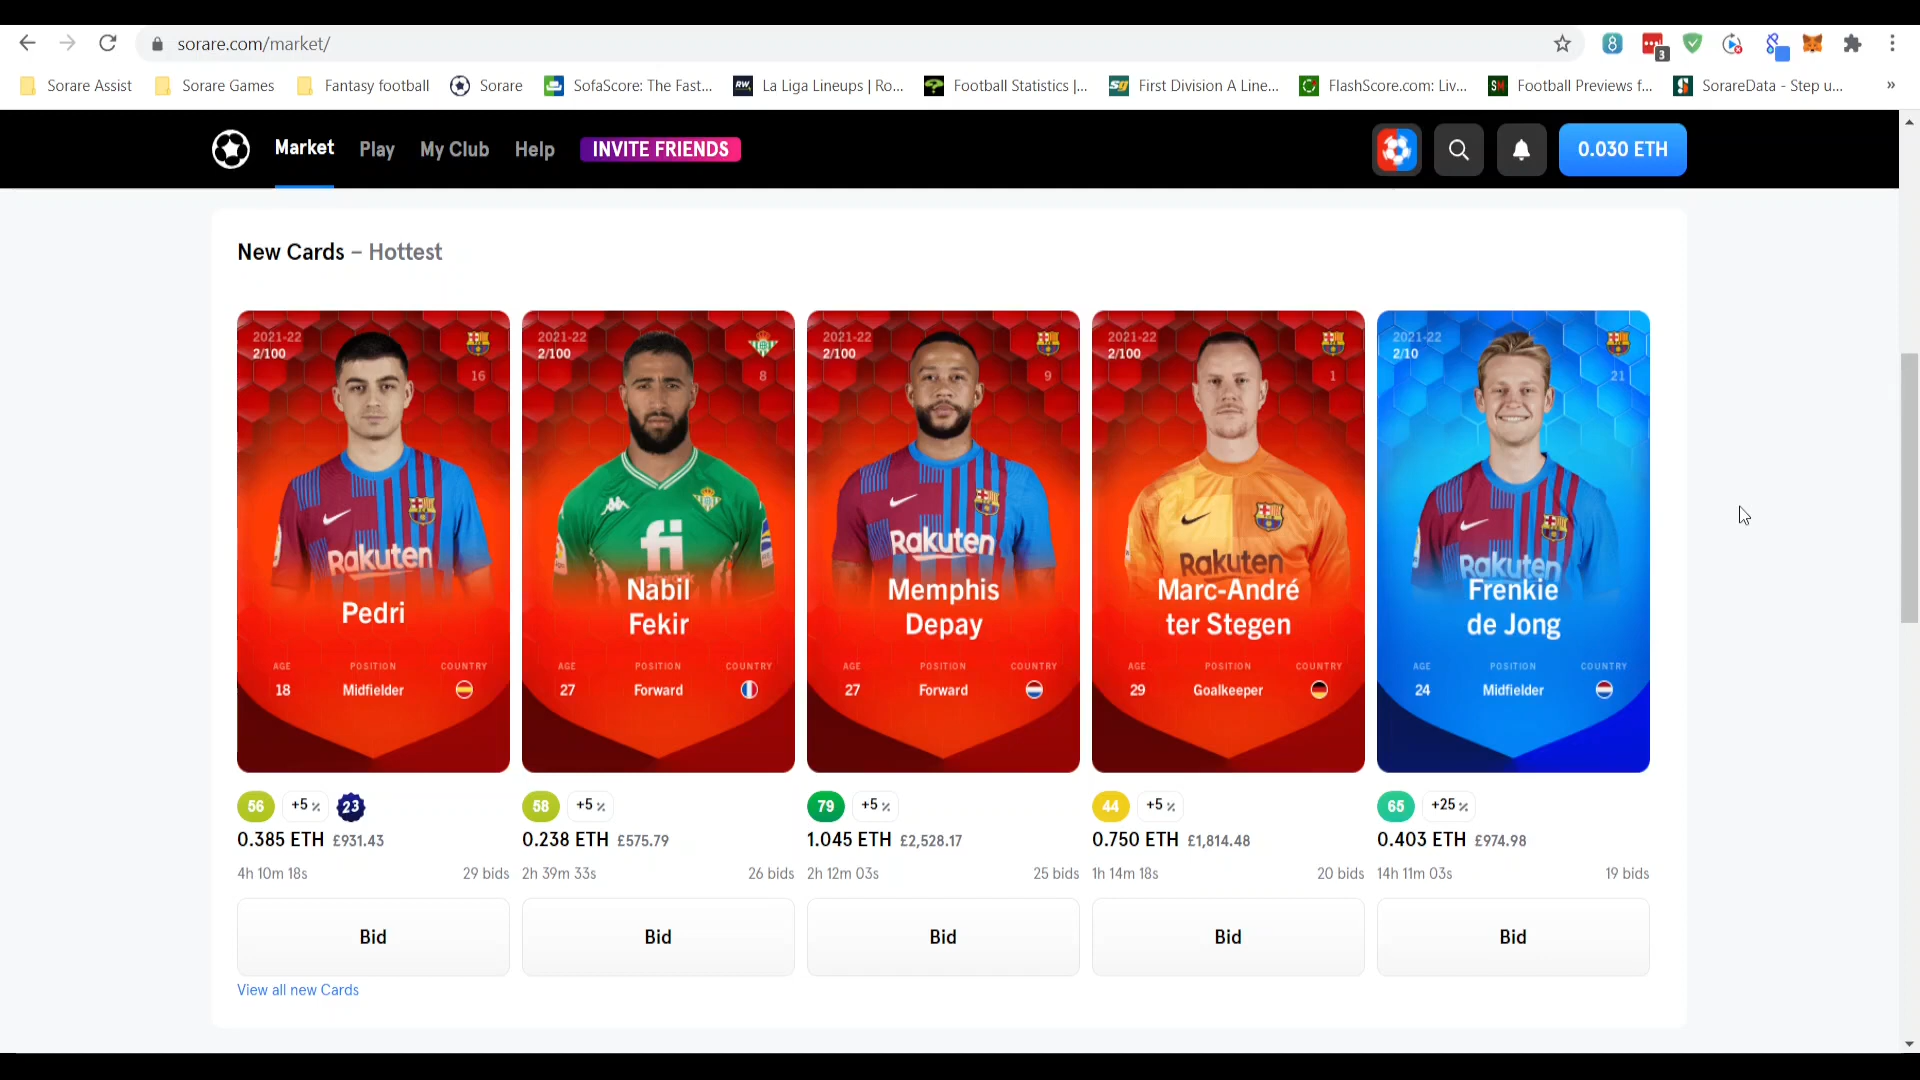 sorare.com/market/
3
Sorare Assist
Sorare Games
Fantasy football
Sorare
SofaScore: The Fast...
RW.
La Liga Lineups | Ro...
Football Statistics |...
sg
First Division A Line...
FlashScore.com: Liv...
SM
Football Previews f...
SorareData - Step u...
»
Market
Play
My Club
Help
INVITE FRIENDS
0.030 ETH
New Cards – Hottest
2021-22
2/100
16
Rakuten
Pedri
AGE POSITION COUNTRY
18 Midfielder
2021-22
2/100
8
fi
Nabil
Fekir
AGE POSITION COUNTRY
27 Forward
2021-22
2/100
9
Rakuten
Memphis
Depay
AGE POSITION COUNTRY
27 Forward
2021-22
2/100
1
Rakuten
Marc-André
ter Stegen
AGE POSITION COUNTRY
29 Goalkeeper
2021-22
2/10
21
Rakuten
Frenkie
de Jong
AGE POSITION COUNTRY
24 Midfielder
56 +5 % 23
0.385 ETH £931.43
4h 10m 18s 29 bids
Bid
58 +5 %
0.238 ETH £575.79
2h 39m 33s 26 bids
Bid
79 +5 %
1.045 ETH £2,528.17
2h 12m 03s 25 bids
Bid
44 +5 %
0.750 ETH £1,814.48
1h 14m 18s 20 bids
Bid
65 +25 %
0.403 ETH £974.98
14h 11m 03s 19 bids
Bid
View all new Cards